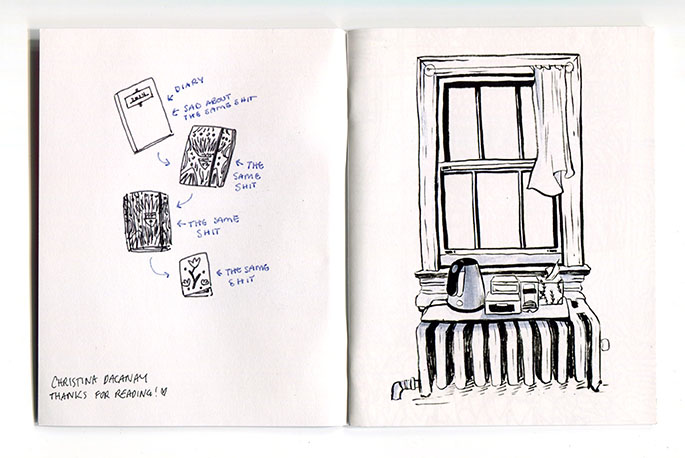 DIARY
SAD ABOUT
THE SAME SHIT
THE
SAME
SHIT
THE SAME
SHIT
THE SAME
SHIT
CHRISTINA DACANAY
THANKS FOR READING!